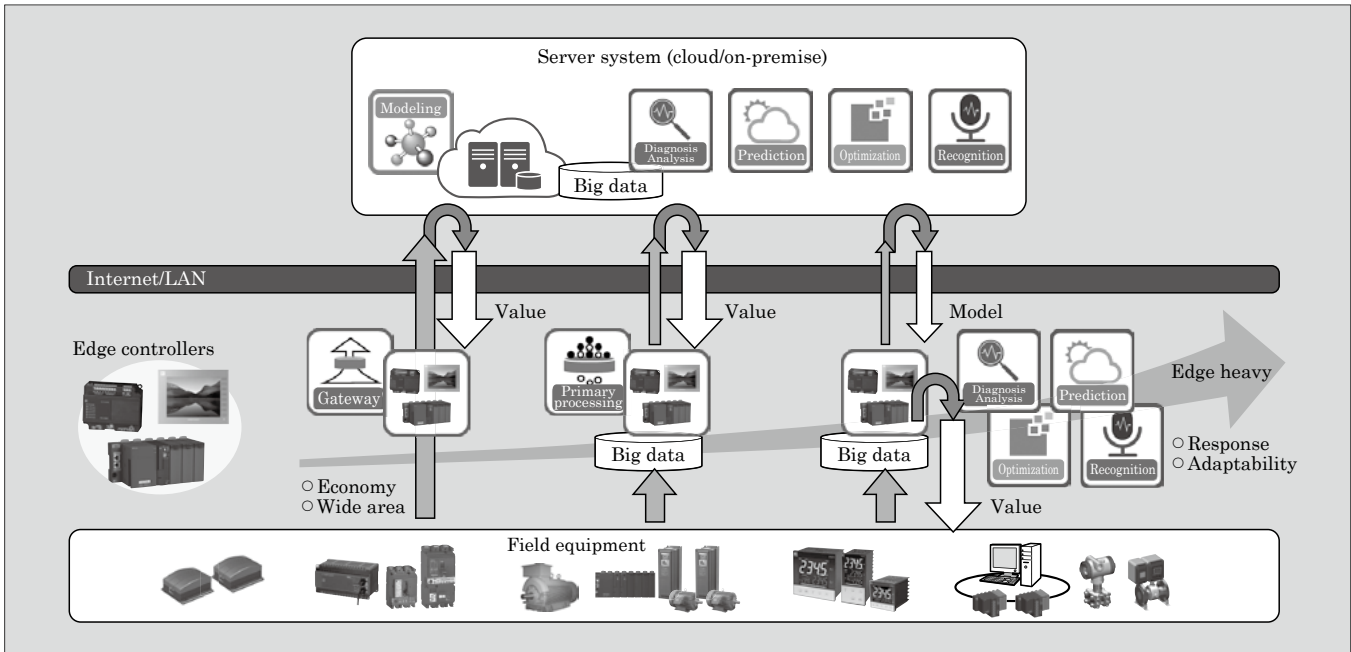 Server system (cloud/on-premise)
Modeling
Diagnosis
Analysis
Prediction
Optimization
Recognition
Big data
Internet/LAN
Value
Value
Model
Edge controllers
Gateway
Primary
processing
Diagnosis
Analysis
Prediction
Edge heavy
Big data
Big data
Optimization
Recognition
○ Response
○ Adaptability
○ Economy
○ Wide area
Value
Field equipment
2345
2345
2345